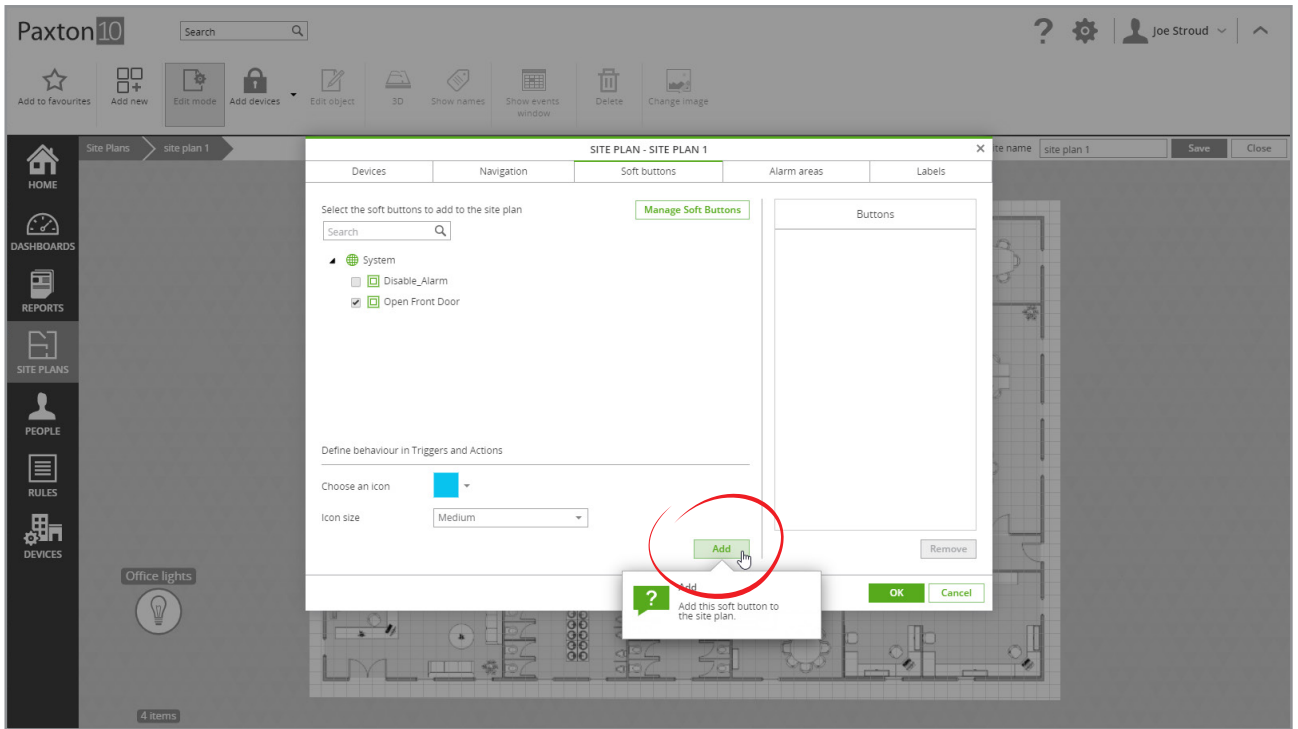 Paxton10
Search
Joe Stroud
Add to favourites
Add new
Edit mode
Add devices
Edit object
3D
Show names
Show events
window
Delete
Change image
HOME
DASHBOARDS
REPORTS
SITE PLANS
PEOPLE
RULES
DEVICES
Site Plans
site plan 1
SITE PLAN - SITE PLAN 1
ite name
site plan 1
Save
Close
Devices
Navigation
Soft buttons
Alarm areas
Labels
Select the soft buttons to add to the site plan
Manage Soft Buttons
Search
System
Disable_Alarm
Open Front Door
Buttons
Define behaviour in Triggers and Actions
Choose an icon
Icon size
Medium
Add
Remove
OK
Cancel
?
Add
Add this soft button to
the site plan.
Office lights
4 items